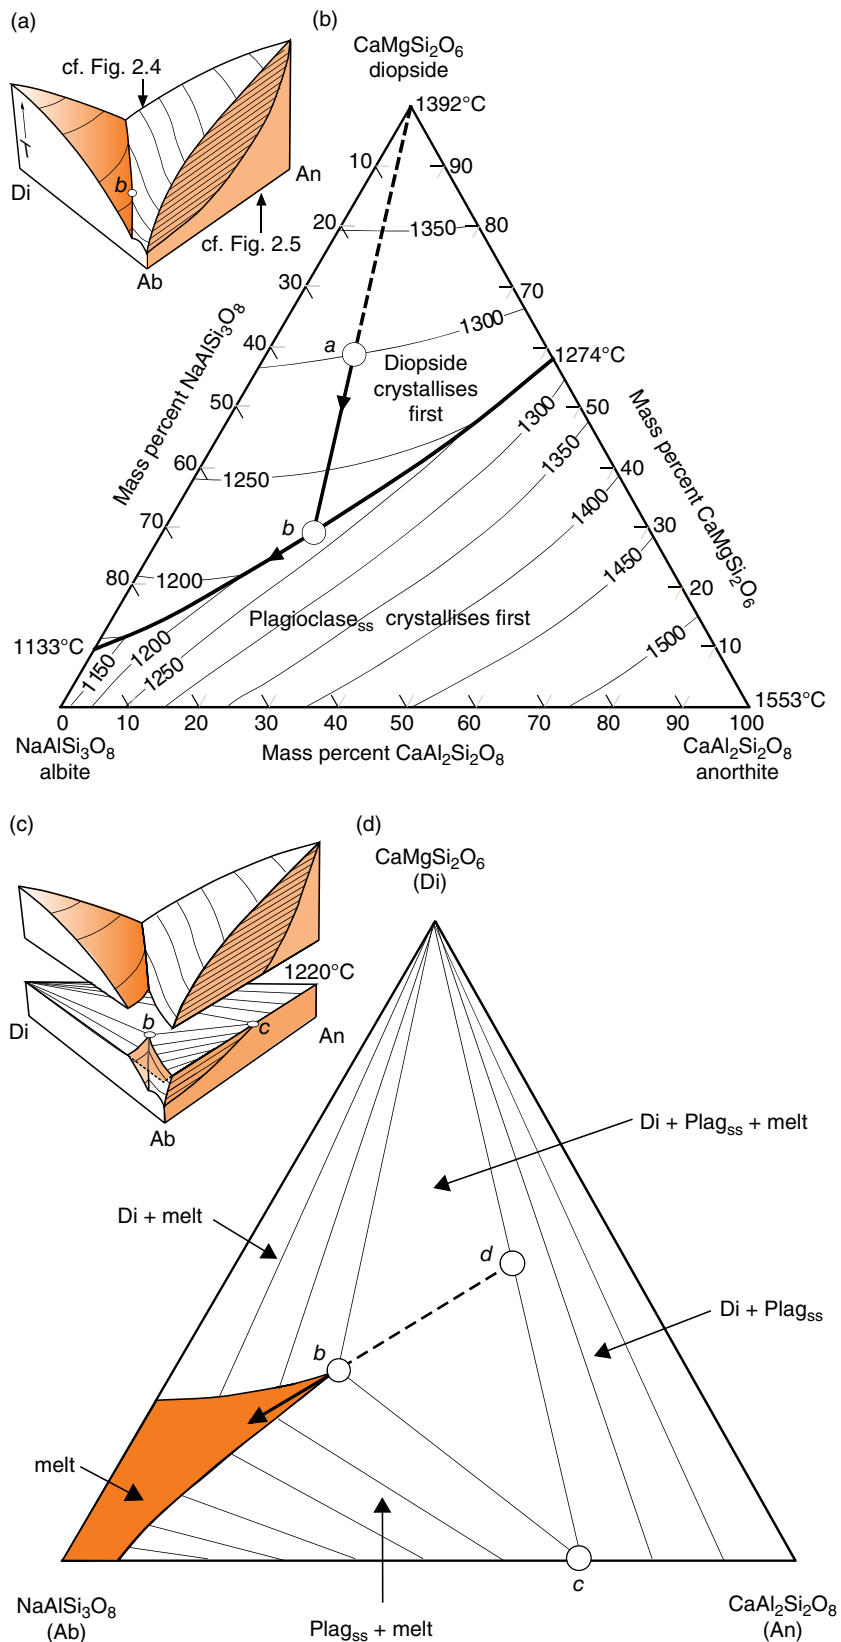 (a)
cf. Fig. 2.4
T
Di
b
An
cf. Fig. 2.5
Ab
(b)
CaMgSi₂O₆
diopside
1392°C
10
90
20
1350
80
30
70
1300
40
a
1274°C
Diopside
crystallises
first
Mass percent NaAlSi₃O₈
50
1300
50
Mass percent CaMgSi₂O₆
1350
60
1250
40
1400
70
b
30
1450
80
1200
20
Plagioclaseₛₛ crystallises first
1133°C
1150
1200
1250
1500
10
1553°C
0
10
20
30
40
50
60
70
80
90
100
NaAlSi₃O₈
albite
Mass percent CaAl₂Si₂O₈
CaAl₂Si₂O₈
anorthite
(c)
1220°C
Di
b
c
An
Ab
(d)
CaMgSi₂O₆
(Di)
Di + Plagₛₛ + melt
Di + melt
d
Di + Plagₛₛ
b
melt
c
Plagₛₛ + melt
NaAlSi₃O₈
(Ab)
CaAl₂Si₂O₈
(An)